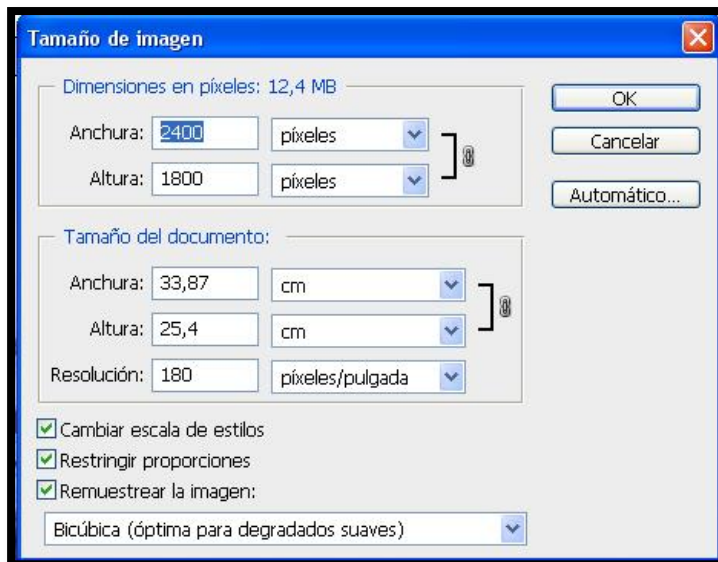 Tamaño de imagen
Dimensiones en píxeles: 12,4 MB
Anchura: 2400 píxeles
Altura: 1800 píxeles
OK
Cancelar
Automático...
Tamaño del documento:
Anchura: 33,87 cm
Altura: 25,4 cm
Resolución: 180 píxeles/pulgada
Cambiar escala de estilos
Restringir proporciones
Remuestrear la imagen:
Bicúbica (óptima para degradados suaves)